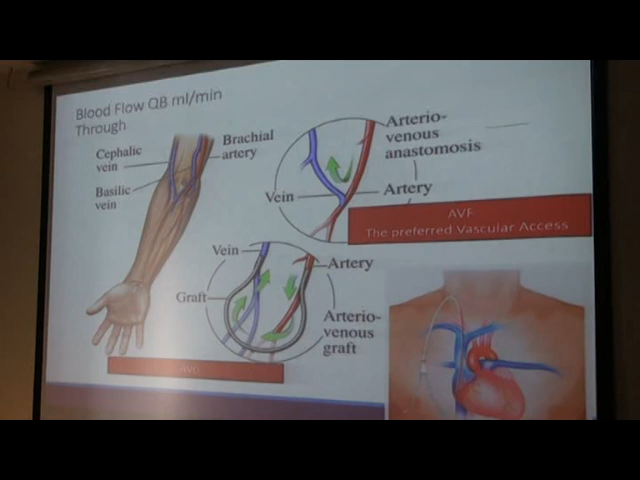 Blood Flow QB ml/min
Through
Cephalic
vein
Brachial
artery
Basilic
vein
Arterio-
venous
anastomosis
Vein
Artery
AVF
The preferred Vascular Access
Vein
Artery
Graft
Arterio-
venous
graft
AVG